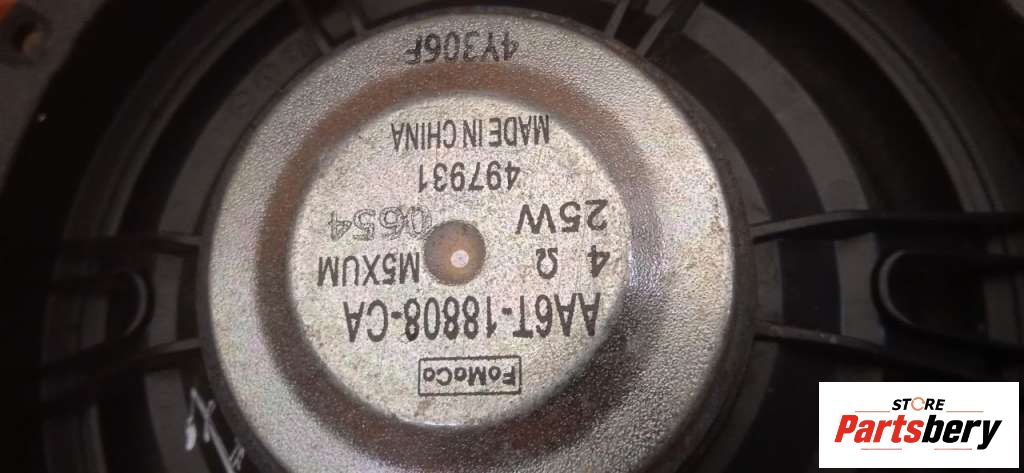 FoMoCo
AA6T-18808-CA
4 Ω M5XUM
25W 0654
497931
MADE IN CHINA
4Y306F
STORE
Partsbery